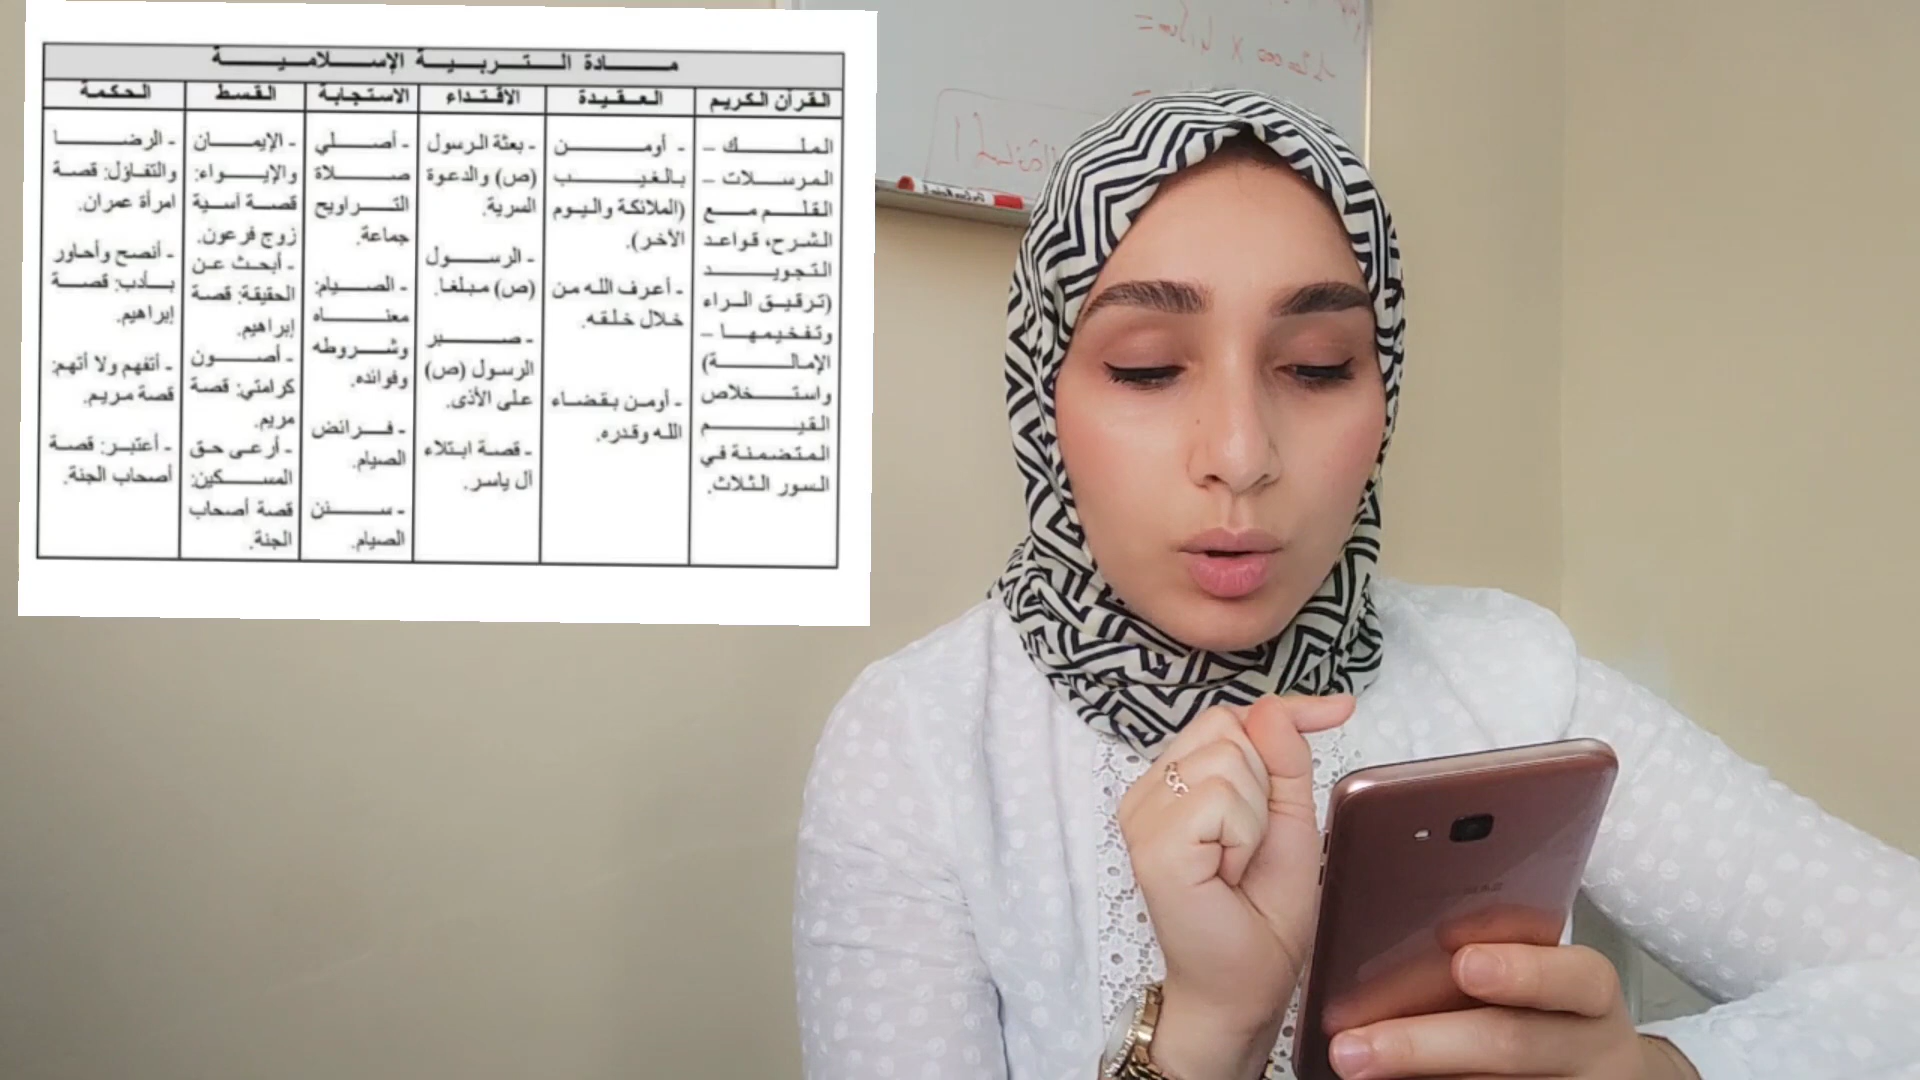 مادة التربية الإسلامية
القرآن الكريم
العقيدة
الاقتداء
الاستجابة
القسط
الحكمة
الملك –
المرسلات –
القلم مع
الشرح، قواعد
التجويد
(ترقيق الراء
وتفخيمها –
الإمالة)
واستخلاص
القيم
المتضمنة في
السور الثلاث.
- أومن
بالغيب
(الملائكة واليوم
الآخر).
- أعرف الله من
خلال خلقه.
- أومن بقضاء
الله وقدره.
- بعثة الرسول
(ص) والدعوة
السرية.
- الرسول
(ص) مبلغا.
- صبر
الرسول (ص)
على الأذى.
- قصة ابتلاء
آل ياسر.
- أصلي
صلاة
التراويح
جماعة.
- الصيام:
معناه
وشروطه
وفوائده.
- فرائض
الصيام.
- سنن
الصيام.
- الإيمان
والإيواء:
قصة آسية
زوج فرعون.
- أبحث عن
الحقيقة: قصة
إبراهيم.
- أصون
كرامتي: قصة
مريم.
- أرعى حق
المسكين:
قصة أصحاب
الجنة.
- الرضا
والتفاؤل: قصة
امرأة عمران.
- أنصح وأحاور
بأدب: قصة
إبراهيم.
- أتفهم ولا أتهم:
قصة مريم.
- أعتبر: قصة
أصحاب الجنة.